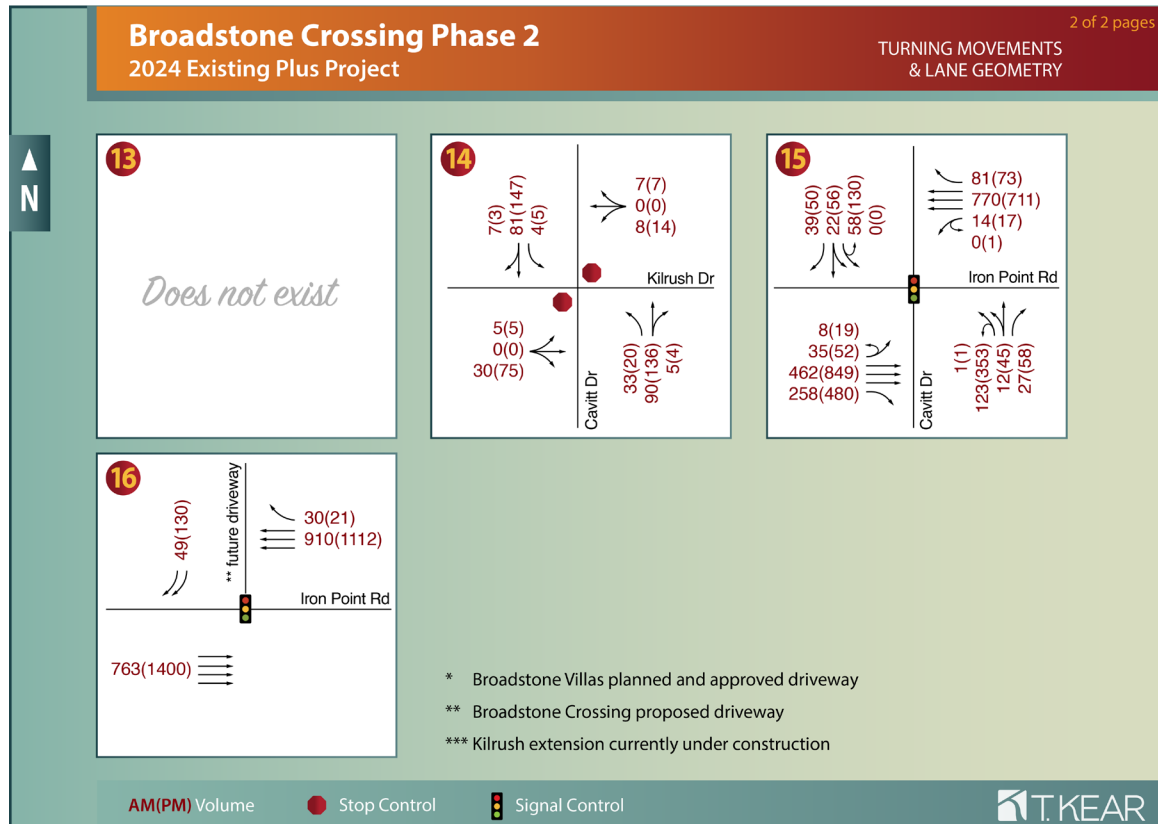 2 of 2 pages
Broadstone Crossing Phase 2
2024 Existing Plus Project
TURNING MOVEMENTS
& LANE GEOMETRY
N
13
Does not exist
14
7(3)
81(147)
4(5)
7(7)
0(0)
8(14)
Kilrush Dr
5(5)
0(0)
30(75)
33(20)
90(136)
5(4)
Cavitt Dr
15
39(50)
22(56)
58(130)
0(0)
81(73)
770(711)
14(17)
0(1)
Iron Point Rd
8(19)
35(52)
462(849)
258(480)
Cavitt Dr
1(1)
123(353)
12(45)
27(58)
16
49(130)
** future driveway
30(21)
910(1112)
Iron Point Rd
763(1400)
* Broadstone Villas planned and approved driveway
** Broadstone Crossing proposed driveway
*** Kilrush extension currently under construction
AM(PM) Volume
Stop Control
Signal Control
T.KEAR